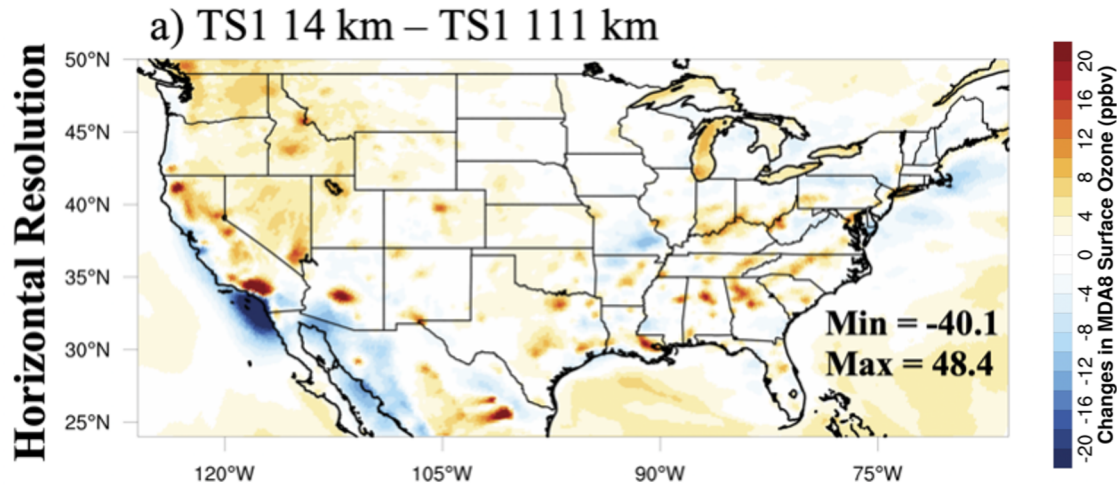 a) TS1 14 km – TS1 111 km
Horizontal Resolution
50°N
45°N
40°N
35°N
30°N
25°N
120°W
105°W
90°W
75°W
Min = -40.1
Max = 48.4
20
16
12
8
4
0
-4
-8
-12
-16
-20
Changes in MDA8 Surface Ozone (ppbv)